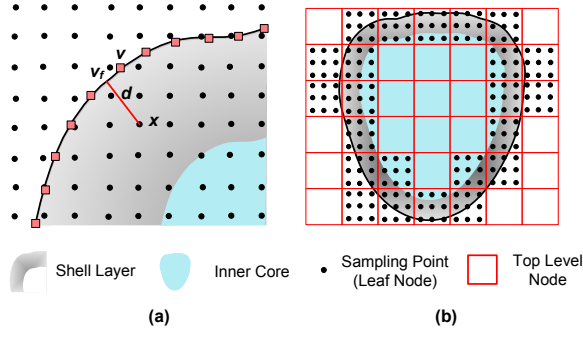 v
v_f
d
x
Shell Layer
Inner Core
Sampling Point
(Leaf Node)
Top Level
Node
(a)
(b)